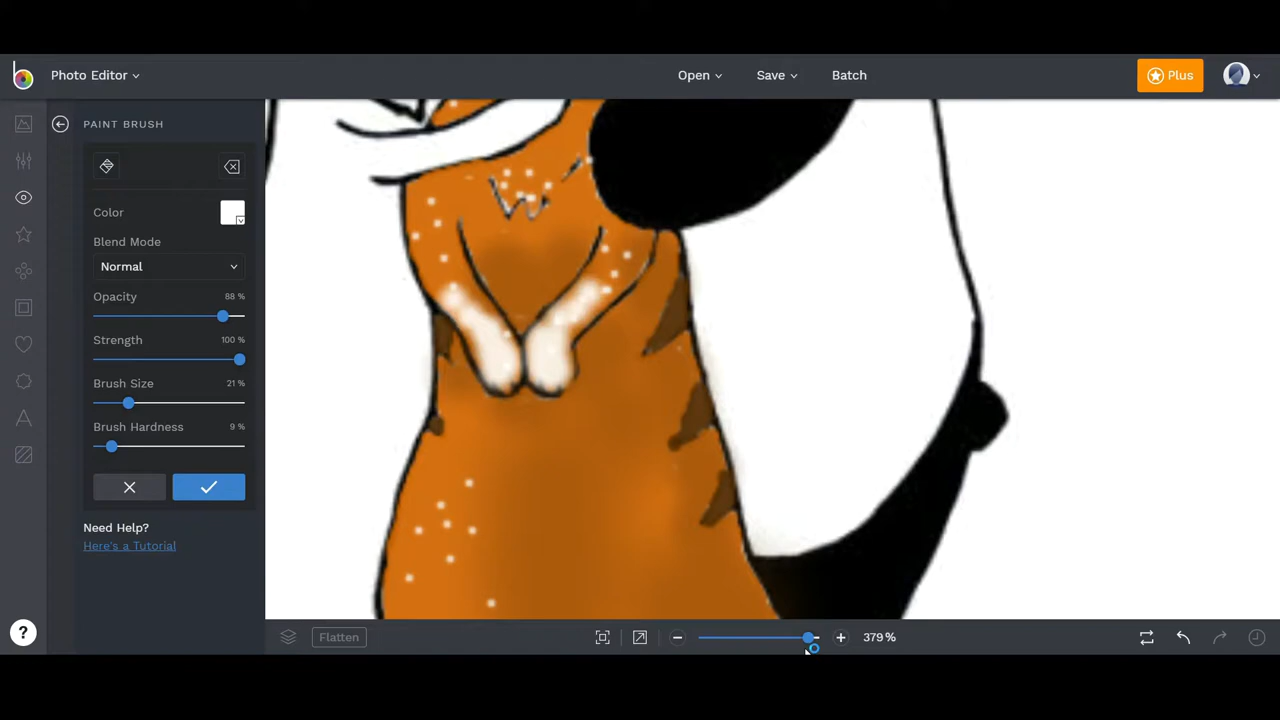 Photo Editor
Open
Save
Batch
Plus
PAINT BRUSH
Color
Blend Mode
Normal
Opacity 88 %
Strength 100 %
Brush Size 21 %
Brush Hardness 9 %
Need Help?
Here's a Tutorial
?
Flatten
379 %